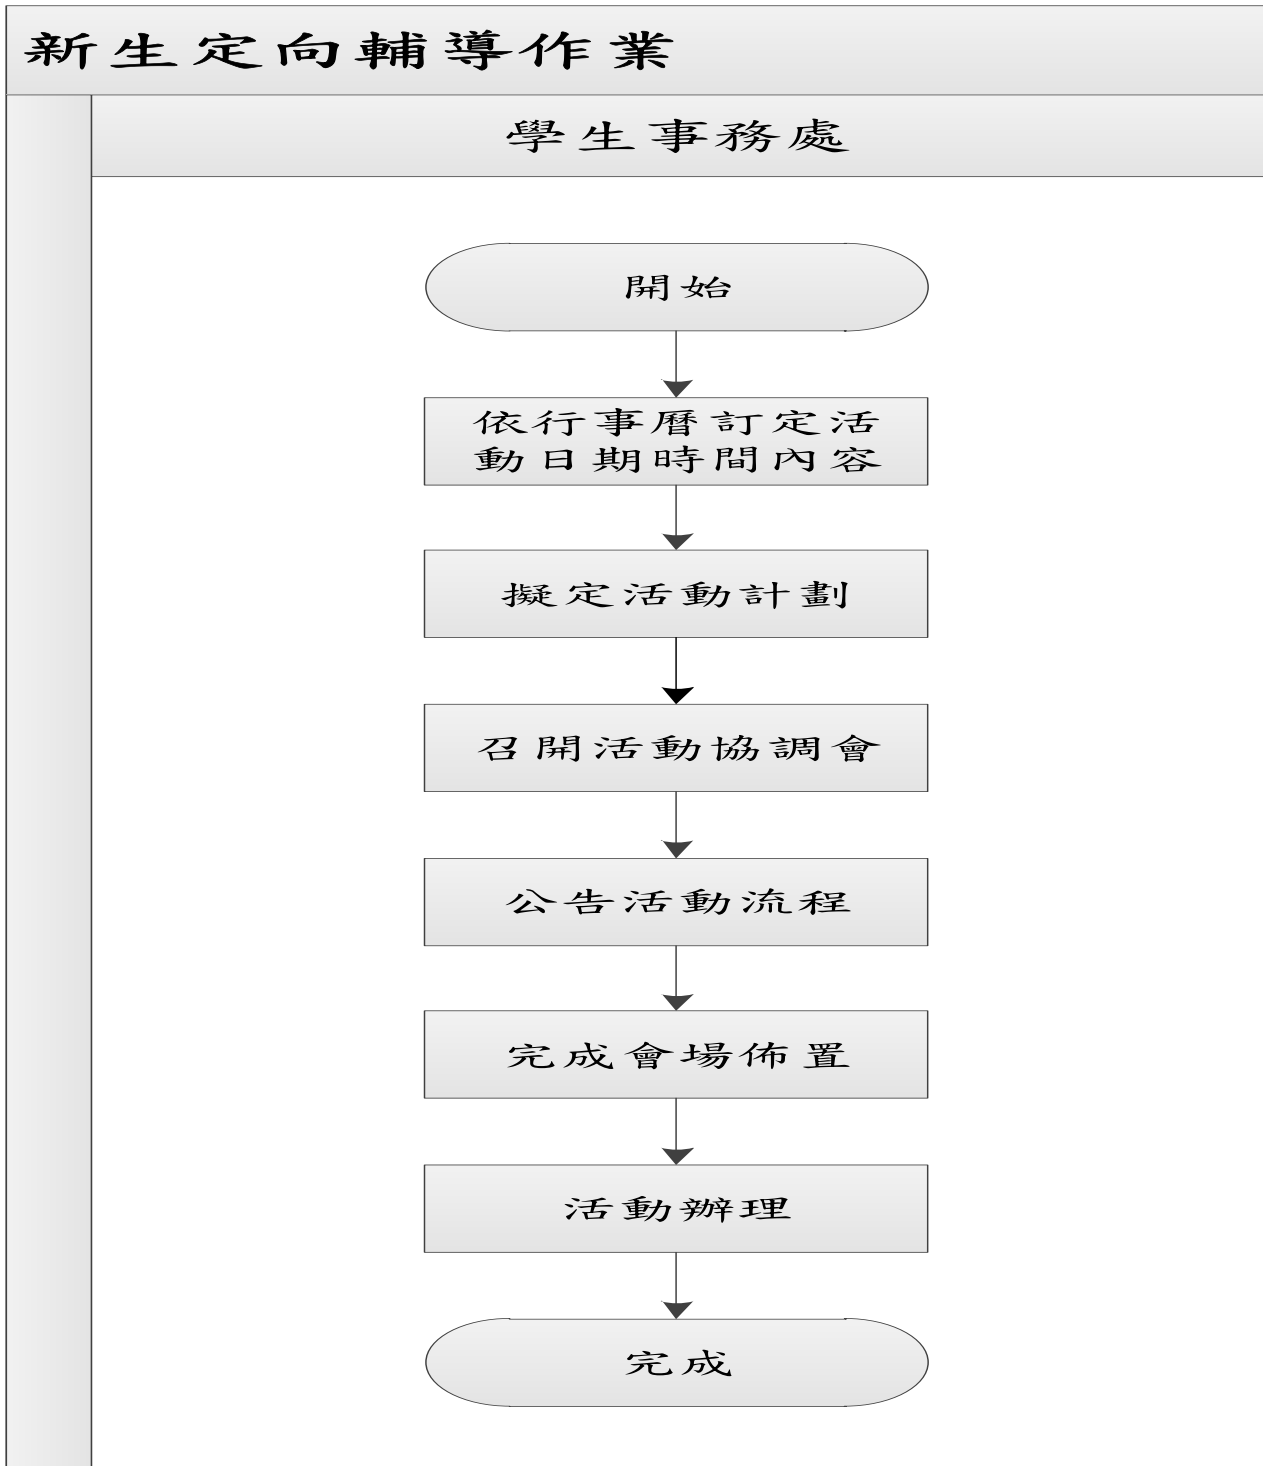 新生定向輔導作業
學生事務處
開始
依行事曆訂定活
動日期時間內容
擬定活動計劃
召開活動協調會
公告活動流程
完成會場佈置
活動辦理
完成